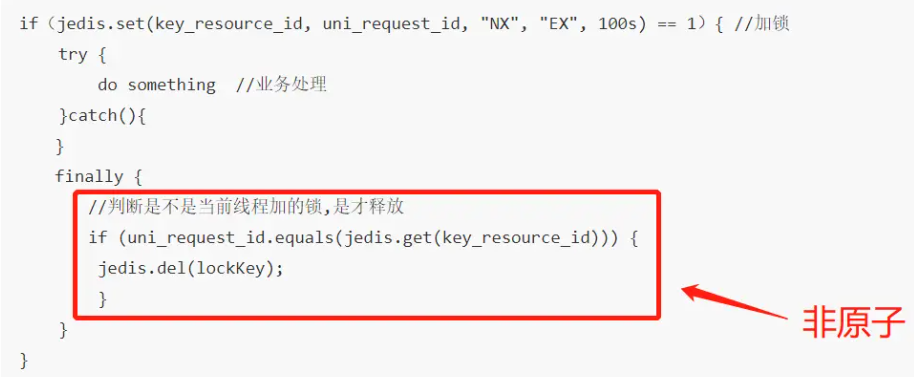 if（jedis.set(key_resource_id, uni_request_id, "NX", "EX", 100s) == 1）{ //加锁
try {
do something //业务处理
}catch(){
}
finally {
//判断是不是当前线程加的锁,是才释放
if (uni_request_id.equals(jedis.get(key_resource_id))) {
jedis.del(lockKey);
}
}
}
非原子